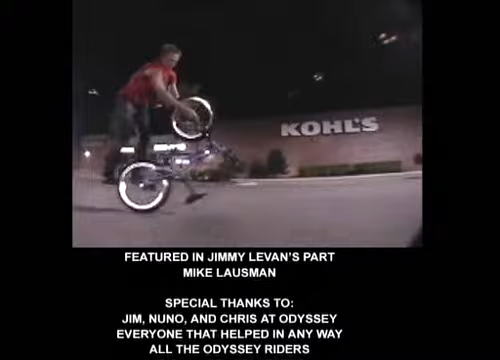 KOHL'S
FEATURED IN JIMMY LEVAN'S PART
MIKE LAUSMAN
SPECIAL THANKS TO:
JIM, NUNO, AND CHRIS AT ODYSSEY
EVERYONE THAT HELPED IN ANY WAY
ALL THE ODYSSEY RIDERS